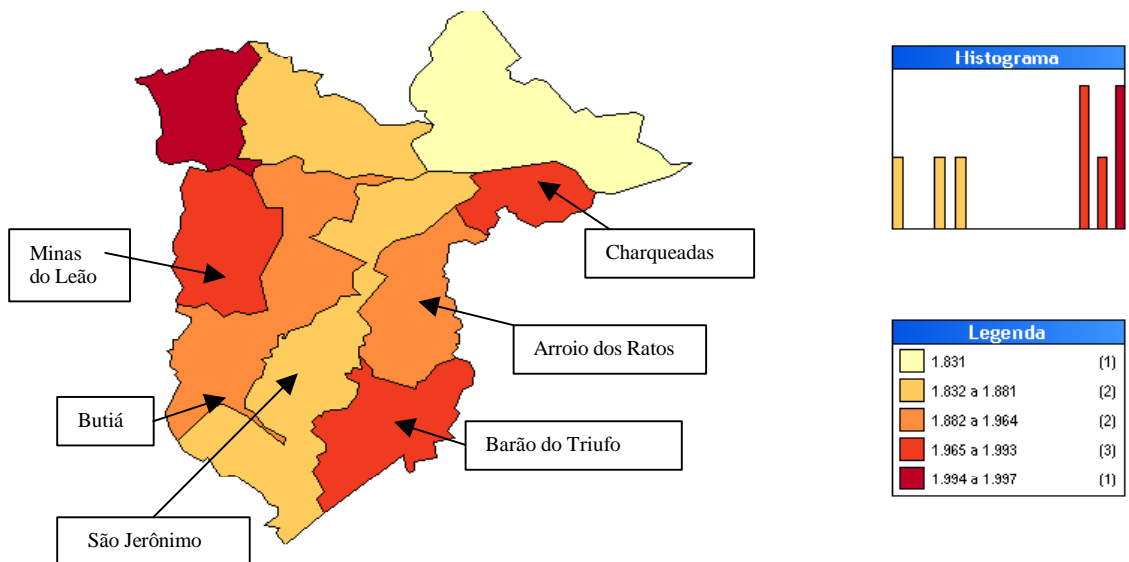 Histograma
Minas
do Leão
Charqueadas
Arroio dos Ratos
Butiá
Barão do Triufo
São Jerônimo
Legenda
1.831 (1)
1.832 a 1.881 (2)
1.882 a 1.964 (2)
1.965 a 1.993 (3)
1.994 a 1.997 (1)